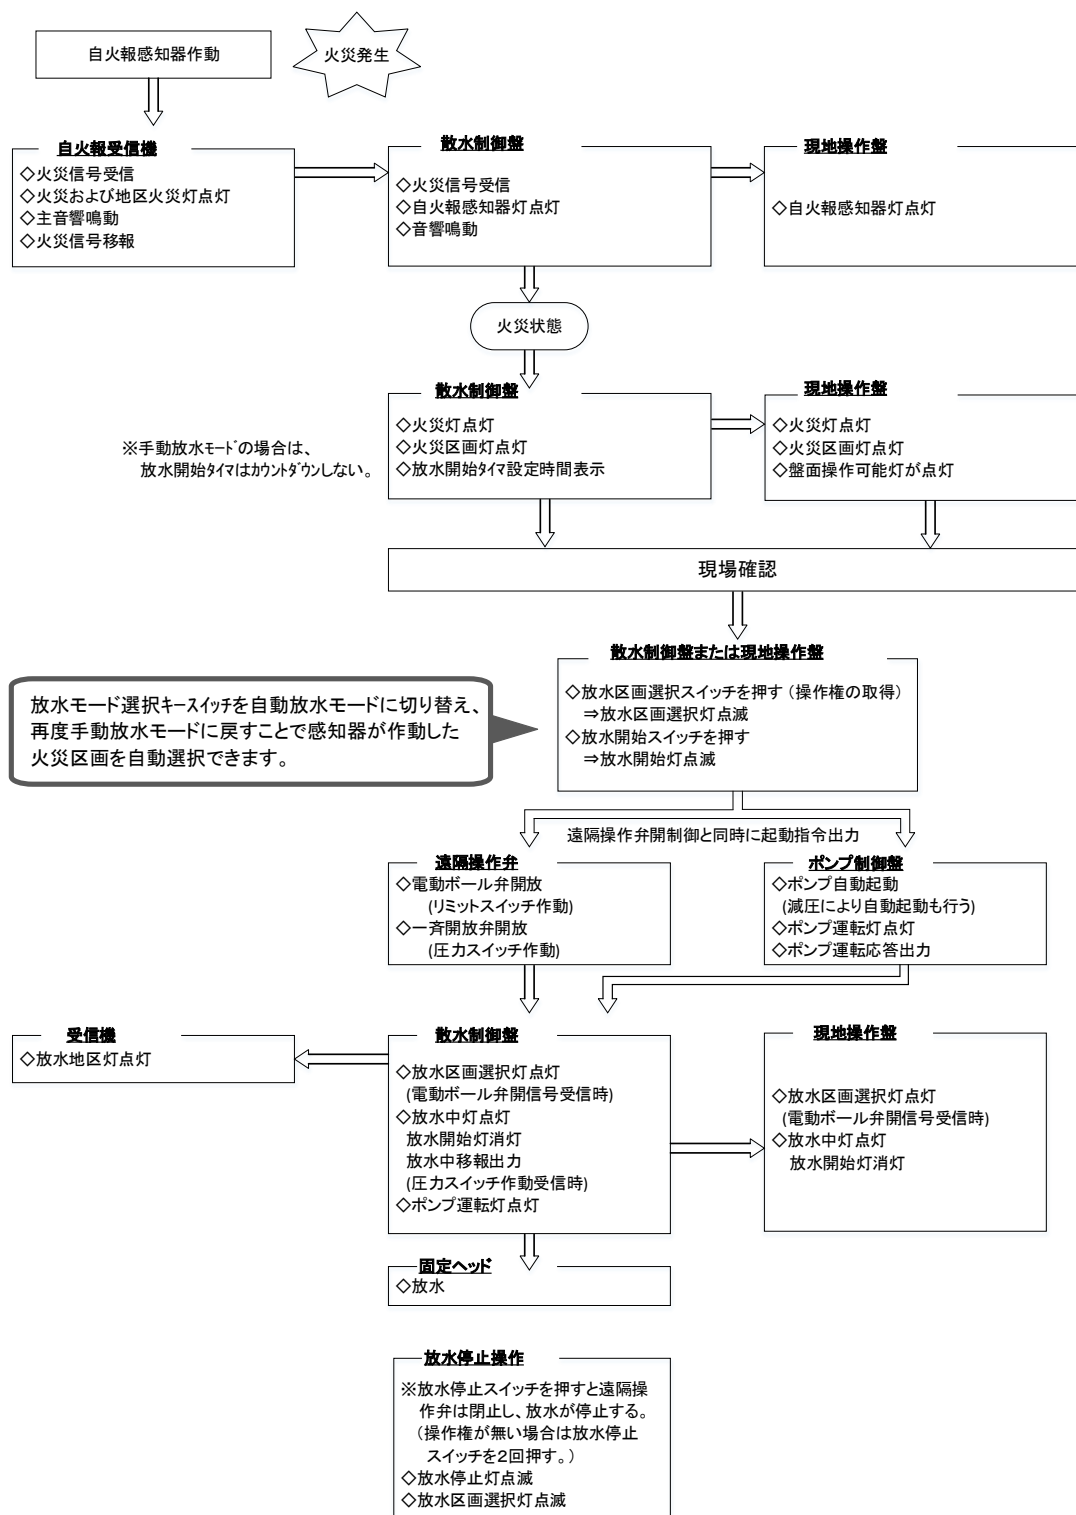 自火報感知器作動
火災発生
自火報受信機
◇火災信号受信
◇火災および地区火災灯点灯
◇主音響鳴動
◇火災信号移報
散水制御盤
◇火災信号受信
◇自火報感知器灯点灯
◇音響鳴動
現地操作盤
◇自火報感知器灯点灯
火災状態
※手動放水ﾓｰﾄﾞの場合は、
放水開始ﾀｲﾏはｶｳﾝﾄﾀﾞｳﾝしない。
散水制御盤
◇火災灯点灯
◇火災区画灯点灯
◇放水開始ﾀｲﾏ設定時間表示
現地操作盤
◇火災灯点灯
◇火災区画灯点灯
◇盤面操作可能灯が点灯
現場確認
放水モード選択ｷｰｽｲｯﾁを自動放水モードに切り替え、
再度手動放水モードに戻すことで感知器が作動した
火災区画を自動選択できます。
散水制御盤または現地操作盤
◇放水区画選択スイッチを押す（操作権の取得）
⇒放水区画選択灯点滅
◇放水開始スイッチを押す
⇒放水開始灯点滅
遠隔操作弁開制御と同時に起動指令出力
遠隔操作弁
◇電動ボール弁開放
(リミットスイッチ作動)
◇一斉開放弁開放
(圧力スイッチ作動)
ポンプ制御盤
◇ポンプ自動起動
(減圧により自動起動も行う)
◇ポンプ運転灯点灯
◇ポンプ運転応答出力
受信機
◇放水地区灯点灯
散水制御盤
◇放水区画選択灯点灯
(電動ボール弁開信号受信時)
◇放水中灯点灯
放水開始灯消灯
放水中移報出力
(圧力スイッチ作動受信時)
◇ポンプ運転灯点灯
現地操作盤
◇放水区画選択灯点灯
(電動ボール弁開信号受信時)
◇放水中灯点灯
放水開始灯消灯
固定ヘッド
◇放水
放水停止操作
※放水停止スイッチを押すと遠隔操
作弁は閉止し、放水が停止する。
（操作権が無い場合は放水停止
スイッチを2回押す。）
◇放水停止灯点滅
◇放水区画選択灯点滅